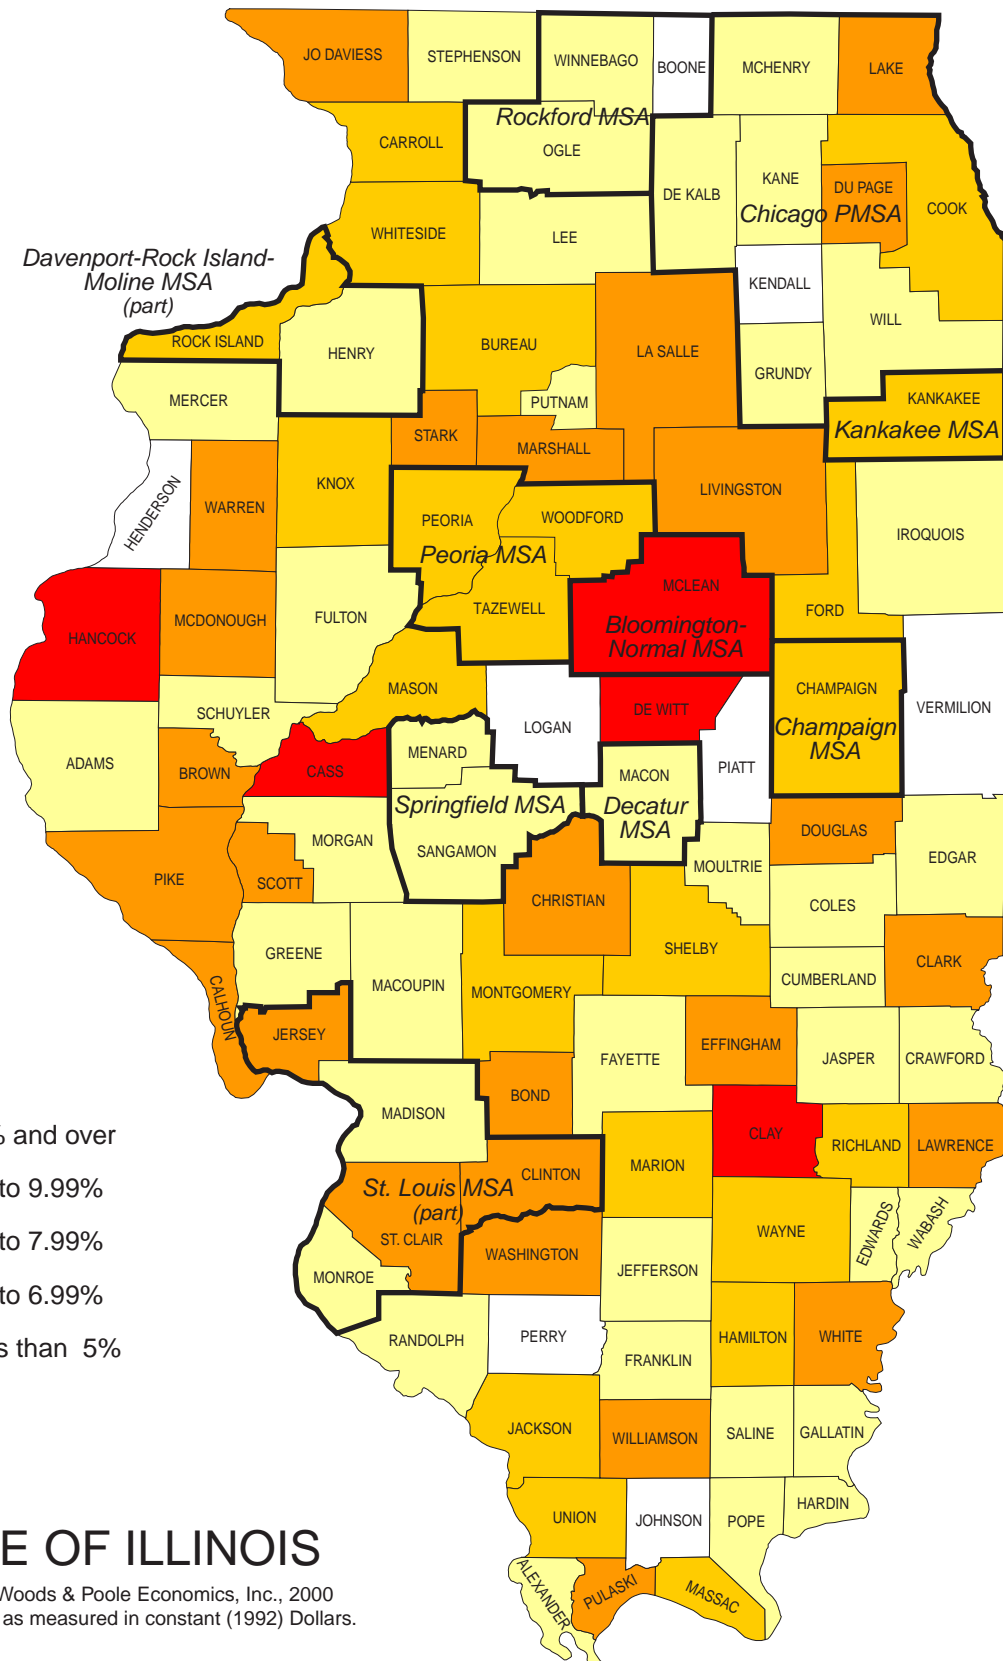 JO DAVIESS
STEPHENSON
WINNEBAGO
BOONE
MCHENRY
LAKE
Rockford MSA
CARROLL
OGLE
DE KALB
KANE
DU PAGE
Chicago PMSA
COOK
WHITESIDE
LEE
Davenport-Rock Island-
Moline MSA
(part)
KENDALL
WILL
ROCK ISLAND
HENRY
BUREAU
LA SALLE
GRUNDY
MERCER
PUTNAM
KANKAKEE
Kankakee MSA
STARK
MARSHALL
HENDERSON
WARREN
KNOX
LIVINGSTON
PEORIA
WOODFORD
Peoria MSA
IROQUOIS
TAZEWELL
MCLEAN
FORD
Bloomington-
Normal MSA
HANCOCK
MCDONOUGH
FULTON
MASON
LOGAN
DE WITT
CHAMPAIGN
Champaign
MSA
VERMILION
SCHUYLER
ADAMS
BROWN
CASS
MENARD
PIATT
MACON
Springfield MSA
Decatur
MSA
SANGAMON
MORGAN
DOUGLAS
EDGAR
MOULTRIE
PIKE
SCOTT
CHRISTIAN
COLES
SHELBY
GREENE
MACOUPIN
MONTGOMERY
CUMBERLAND
CLARK
CALHOUN
JERSEY
FAYETTE
EFFINGHAM
JASPER
CRAWFORD
BOND
MADISON
CLAY
RICHLAND
LAWRENCE
MARION
CLINTON
St. Louis MSA
(part)
ST. CLAIR
WASHINGTON
WAYNE
EDWARDS
WABASH
MONROE
JEFFERSON
RANDOLPH
PERRY
FRANKLIN
HAMILTON
WHITE
JACKSON
WILLIAMSON
SALINE
GALLATIN
UNION
JOHNSON
POPE
HARDIN
ALEXANDER
PULASKI
MASSAC
% and over
to 9.99%
to 7.99%
to 6.99%
s than 5%
E OF ILLINOIS
Woods & Poole Economics, Inc., 2000
as measured in constant (1992) Dollars.